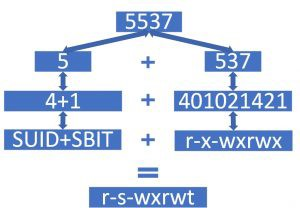 5537
5 + 537
4+1 + 401021421
SUID+SBIT + r-x-wxrwx
=
r-s-wxrwt